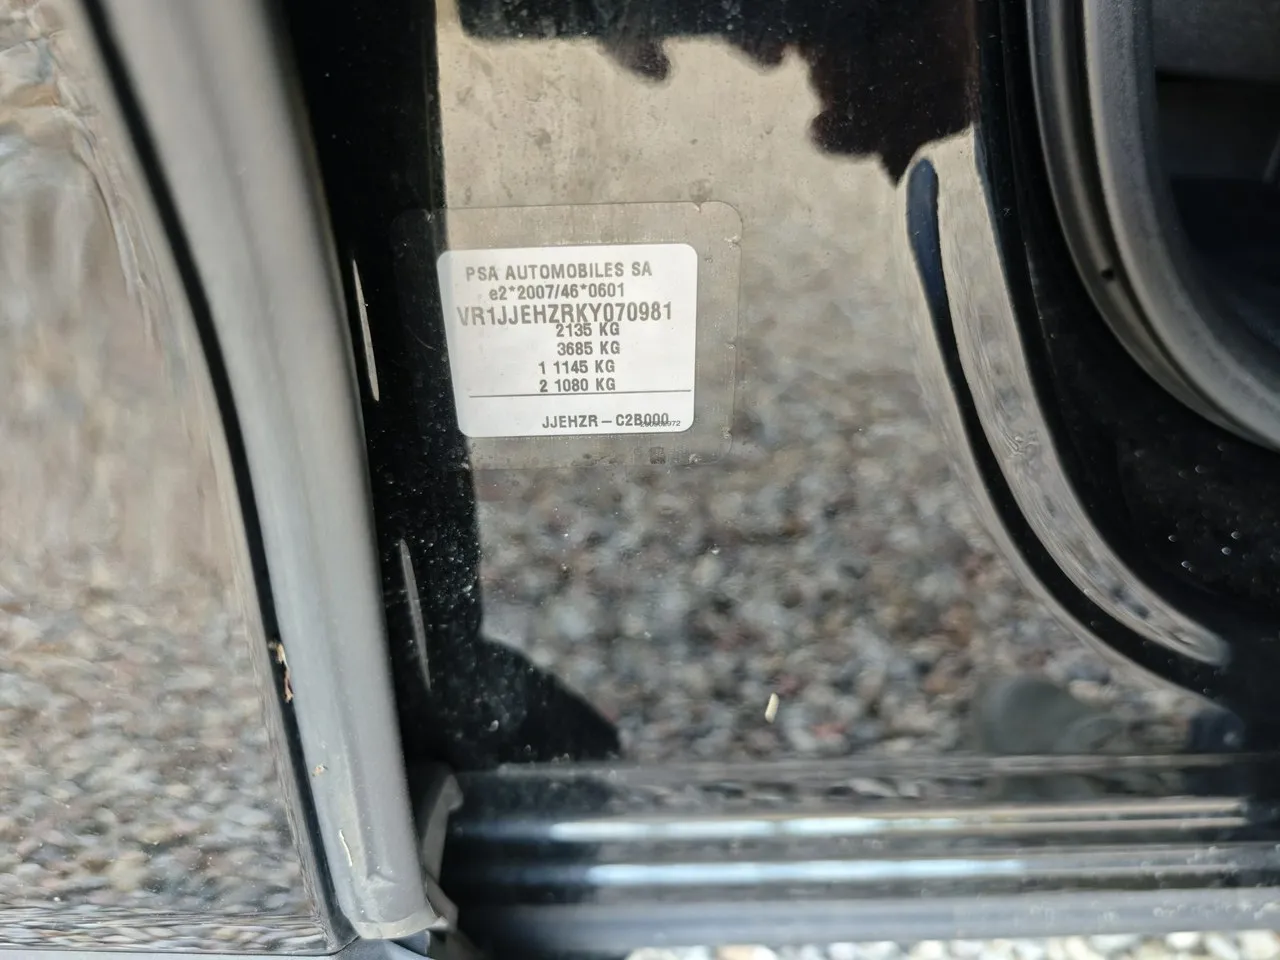 PSA AUTOMOBILES SA
e2*2007/46*0601
VR1JJEHZRKY070981
2135 KG
3685 KG
1 1145 KG
2 1080 KG
JJEHZR – C2B000